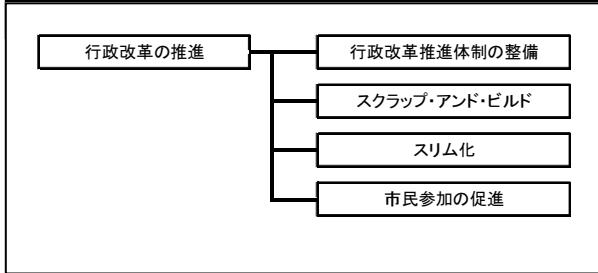 行政改革の推進
行政改革推進体制の整備
スクラップ・アンド・ビルド
スリム化
市民参加の促進